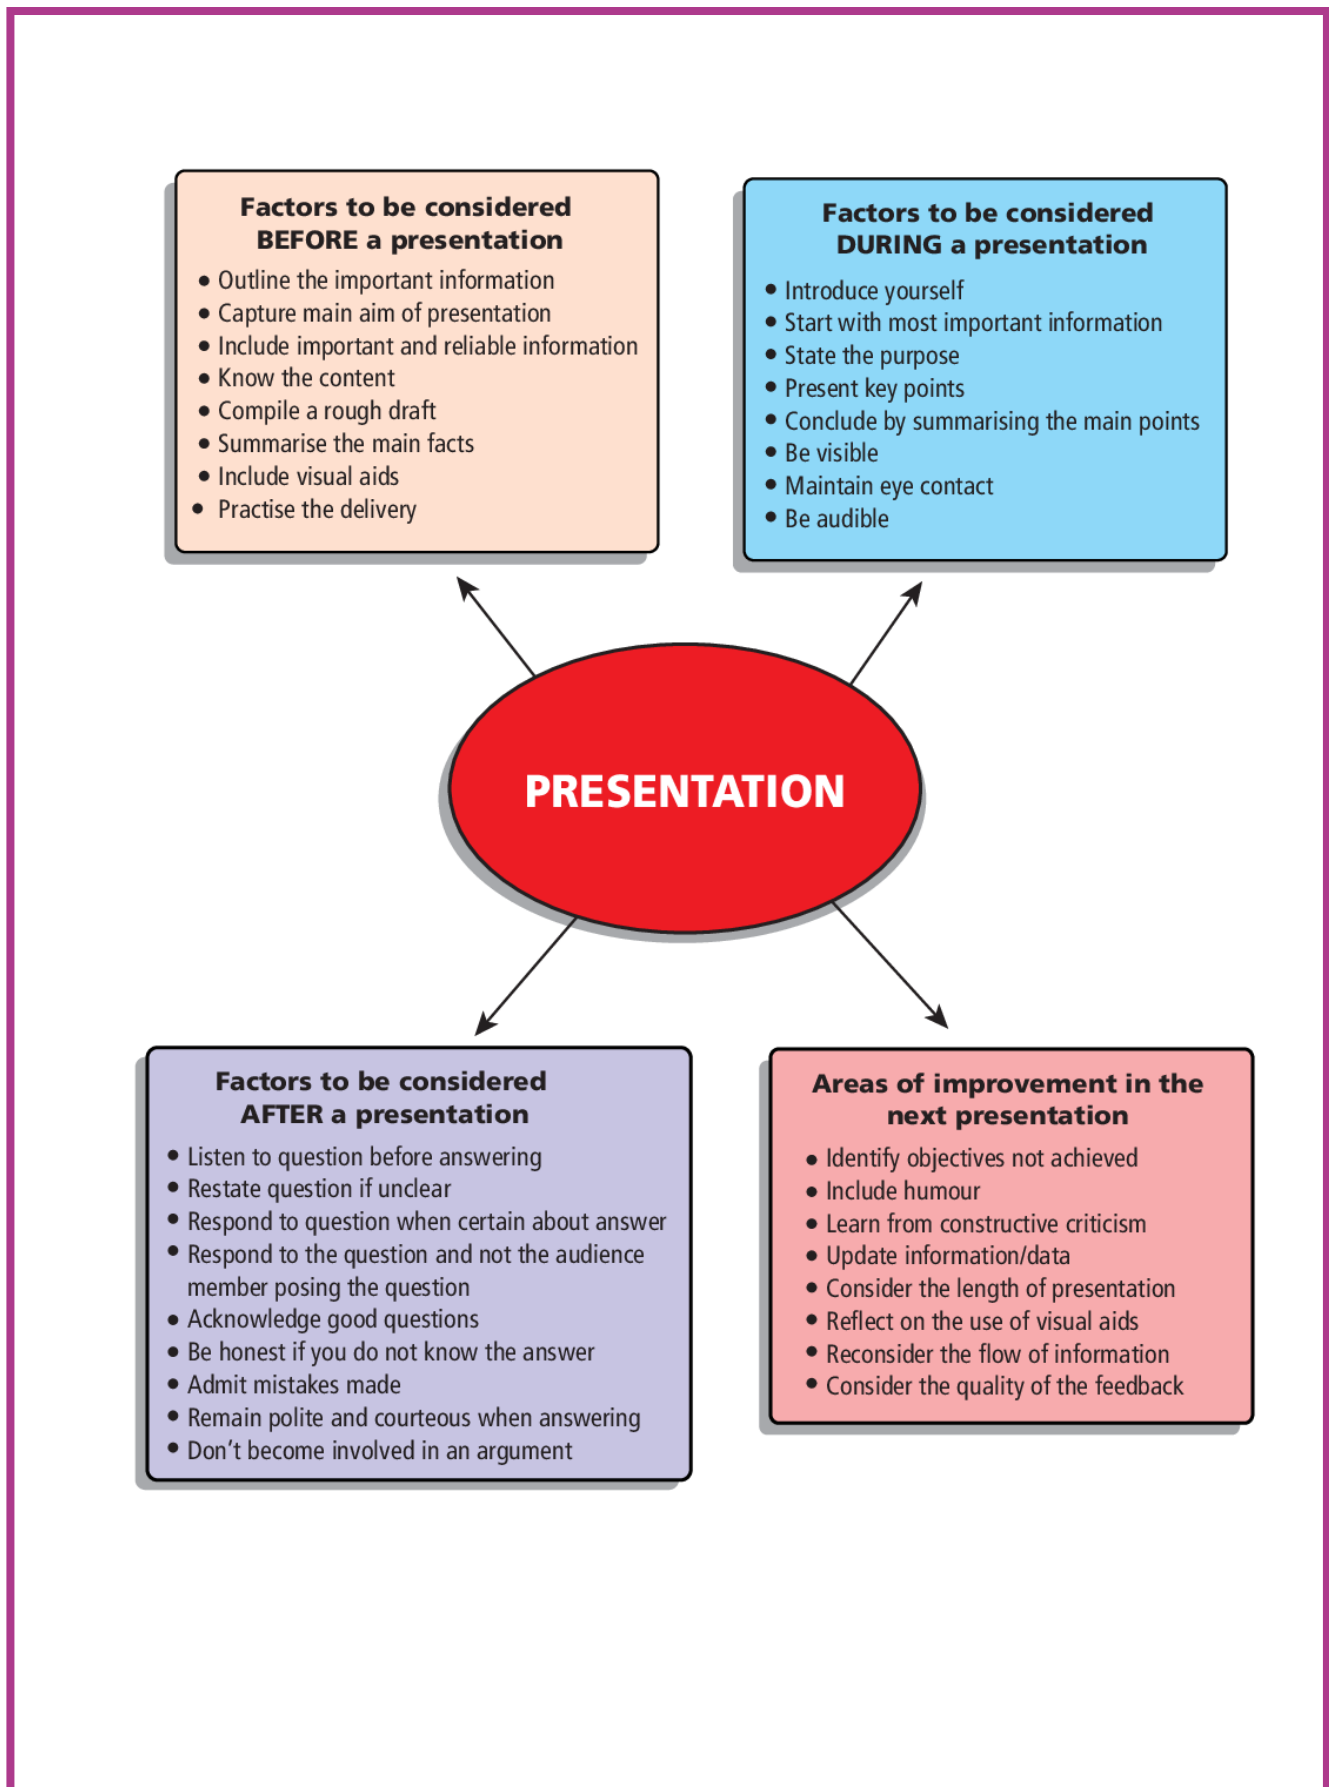 Factors to be considered
BEFORE a presentation
• Outline the important information
• Capture main aim of presentation
• Include important and reliable information
• Know the content
• Compile a rough draft
• Summarise the main facts
• Include visual aids
• Practise the delivery
Factors to be considered
DURING a presentation
• Introduce yourself
• Start with most important information
• State the purpose
• Present key points
• Conclude by summarising the main points
• Be visible
• Maintain eye contact
• Be audible
PRESENTATION
Factors to be considered
AFTER a presentation
• Listen to question before answering
• Restate question if unclear
• Respond to question when certain about answer
• Respond to the question and not the audience
member posing the question
• Acknowledge good questions
• Be honest if you do not know the answer
• Admit mistakes made
• Remain polite and courteous when answering
• Don’t become involved in an argument
Areas of improvement in the
next presentation
• Identify objectives not achieved
• Include humour
• Learn from constructive criticism
• Update information/data
• Consider the length of presentation
• Reflect on the use of visual aids
• Reconsider the flow of information
• Consider the quality of the feedback